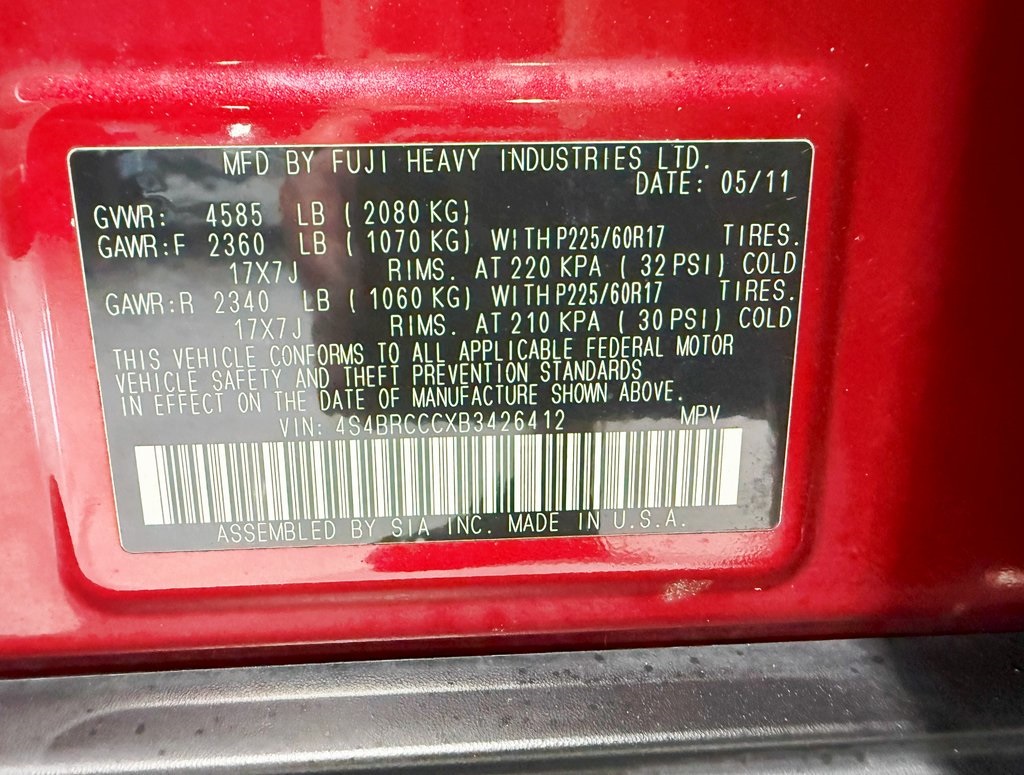 MFD BY FUJI HEAVY INDUSTRIES LTD.
DATE: 05/11
GVWR: 4585 LB ( 2080 KG)
GAWR:F 2360 LB ( 1070 KG) WITH P225/60R17 TIRES.
17X7J RIMS. AT 220 KPA ( 32 PSI) COLD
GAWR:R 2340 LB ( 1060 KG) WITH P225/60R17 TIRES.
17X7J RIMS. AT 210 KPA ( 30 PSI) COLD
THIS VEHICLE CONFORMS TO ALL APPLICABLE FEDERAL MOTOR
VEHICLE SAFETY AND THEFT PREVENTION STANDARDS
IN EFFECT ON THE DATE OF MANUFACTURE SHOWN ABOVE.
VIN: 4S4BRCCCXB3426412 MPV
ASSEMBLED BY SIA INC. MADE IN U.S.A.